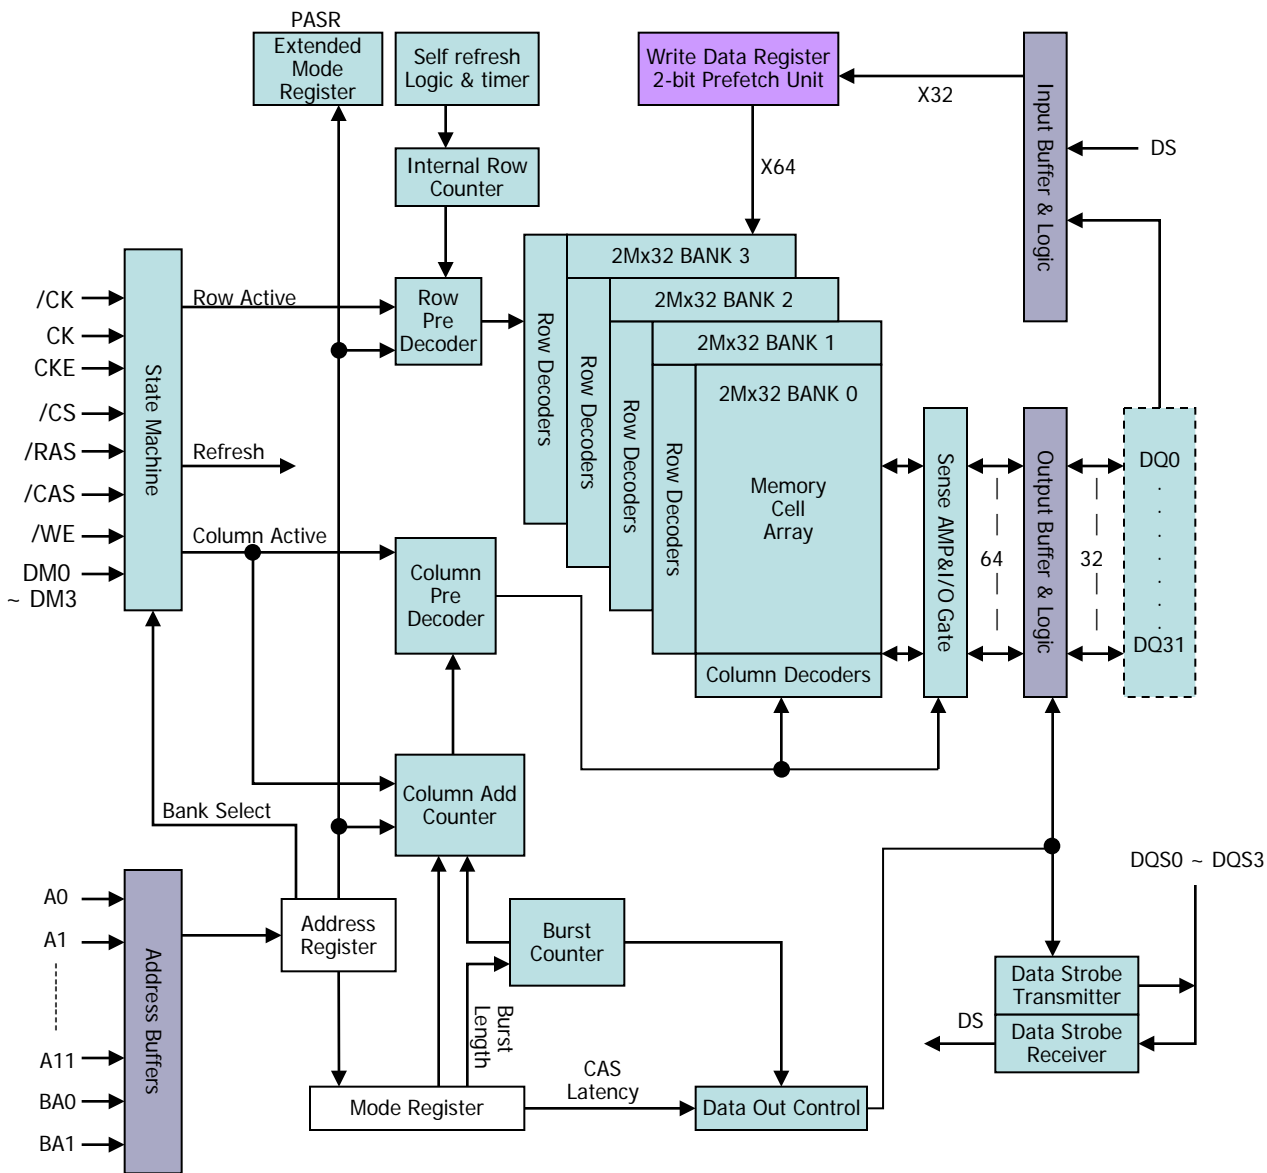 PASR
Extended
Mode
Register
Self refresh
Logic & timer
Write Data Register
2-bit Prefetch Unit
X32
Input Buffer & Logic
DS
Internal Row
Counter
X64
2Mx32 BANK 3
2Mx32 BANK 2
2Mx32 BANK 1
2Mx32 BANK 0
Row Decoders
Row Decoders
Row Decoders
Row Decoders
Memory
Cell
Array
Column Decoders
Row
Pre
Decoder
/CK
CK
CKE
/CS
/RAS
/CAS
/WE
DM0
~ DM3
State Machine
Row Active
Refresh
Column Active
Column
Pre
Decoder
Sense AMP&I/O Gate
64
Output Buffer & Logic
32
DQ0
.
.
.
.
.
.
DQ31
Column Add
Counter
Bank Select
A0
A1
A11
BA0
BA1
Address Buffers
Address
Register
Burst
Counter
Burst
Length
Mode Register
CAS
Latency
Data Out Control
DQS0 ~ DQS3
Data Strobe
Transmitter
Data Strobe
Receiver
DS